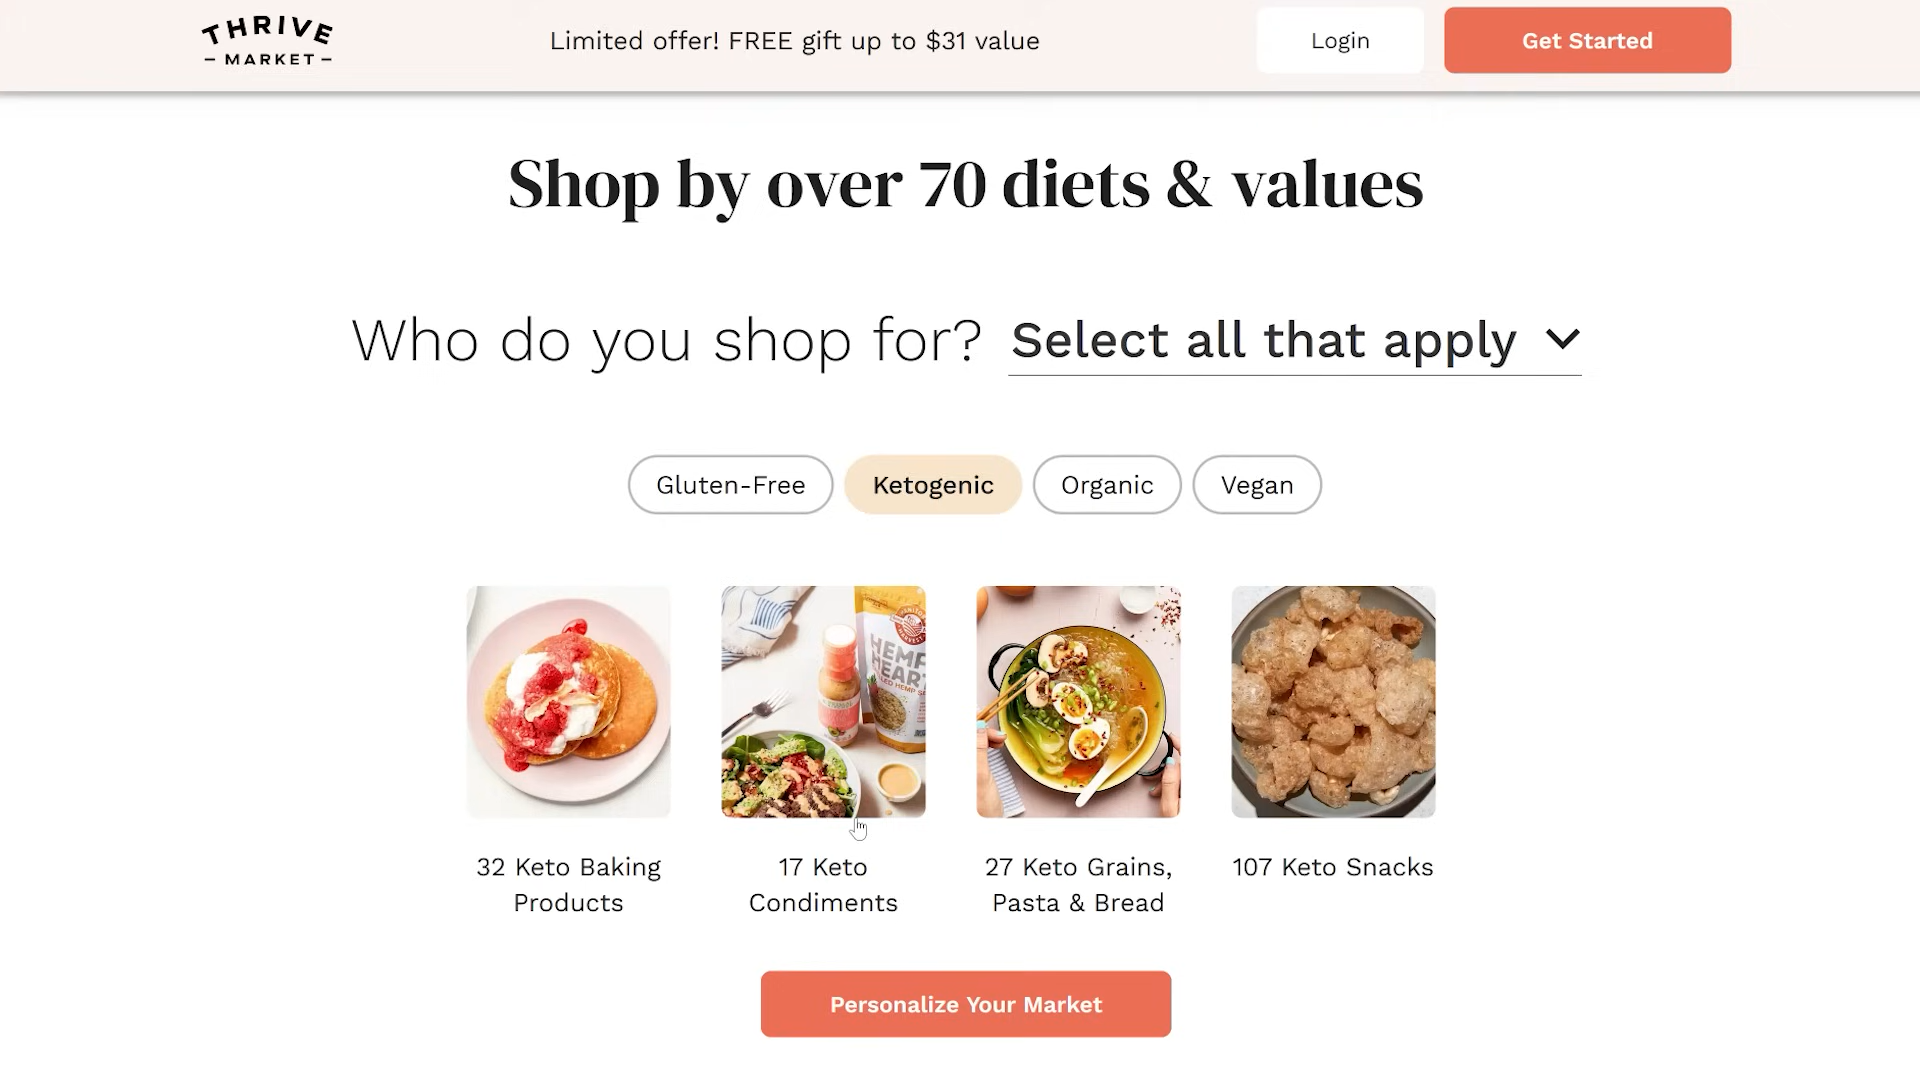 THRIVE
MARKET
Limited offer! FREE gift up to $31 value
Login
Get Started
Shop by over 70 diets & values
Who do you shop for? Select all that apply
Gluten-Free
Ketogenic
Organic
Vegan
HEMP
HEART
32 Keto Baking
Products
17 Keto
Condiments
27 Keto Grains,
Pasta & Bread
107 Keto Snacks
Personalize Your Market